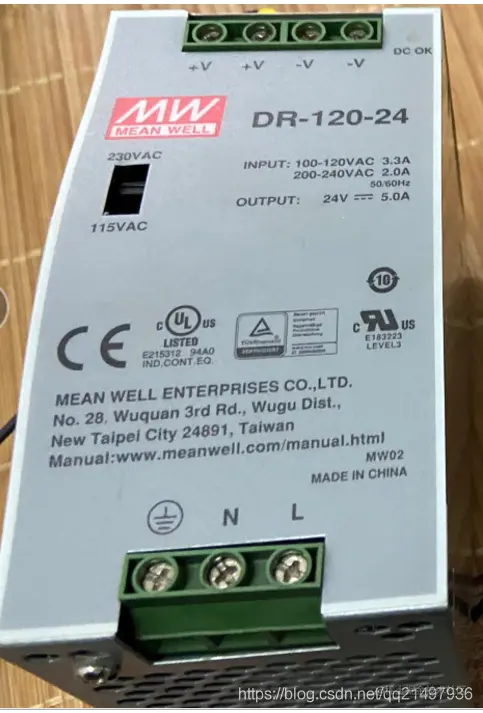 +V +V -V -V DC OK
MW
MEAN WELL
DR-120-24
230VAC
115VAC
INPUT: 100-120VAC 3.3A
200-240VAC 2.0A
50/60Hz
OUTPUT: 24V ⎓ 5.0A
10
CE
C UL US
LISTED
E215312 94A0
IND.CONT.EQ.
C US
E183223
LEVEL3
MEAN WELL ENTERPRISES CO.,LTD.
No. 28, Wuquan 3rd Rd., Wugu Dist.,
New Taipei City 24891, Taiwan
Manual:www.meanwell.com/manual.html
MW02
MADE IN CHINA
N L
https://blog.csdn.net/qq21497936